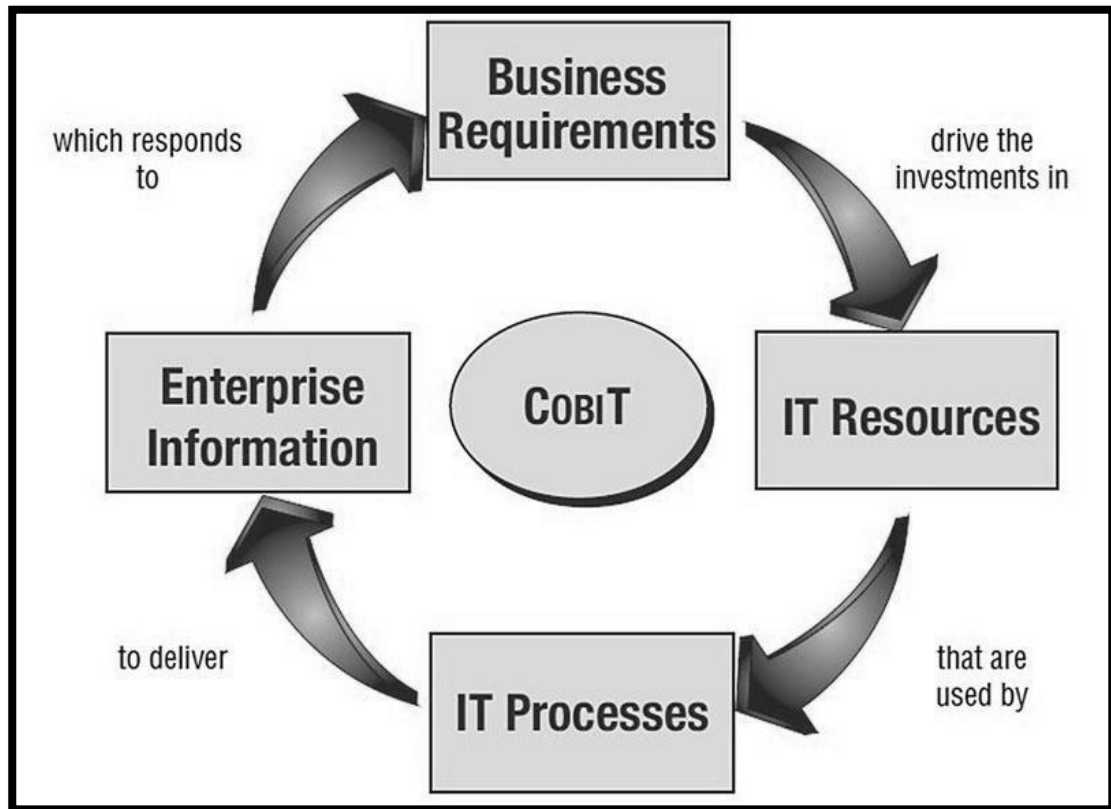 Business
Requirements
which responds
to
drive the
investments in
Enterprise
Information
COBIT
IT Resources
to deliver
IT Processes
that are
used by